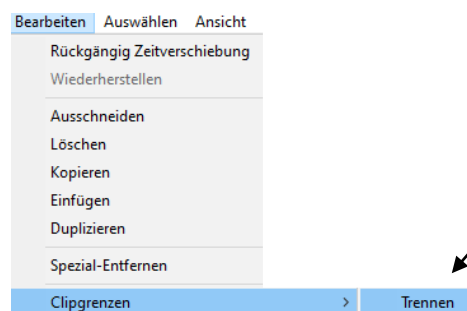 Bearbeiten Auswählen Ansicht
Rückgängig Zeitverschiebung
Wiederherstellen
Ausschneiden
Löschen
Kopieren
Einfügen
Duplizieren
Spezial-Entfernen
Clipgrenzen > Trennen